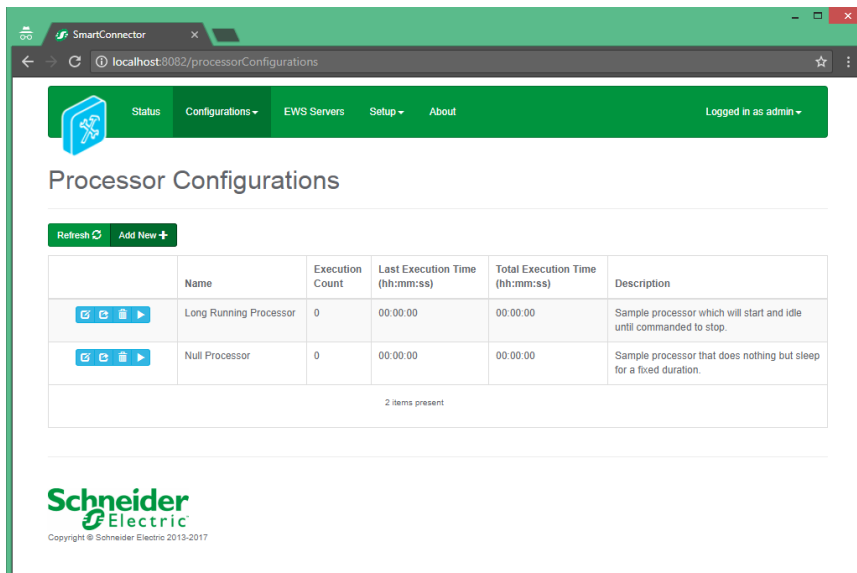 SmartConnector
localhost:8082/processorConfigurations
Status Configurations EWS Servers Setup About Logged in as admin
Processor Configurations
Refresh Add New
Name Execution Count Last Execution Time (hh:mm:ss) Total Execution Time (hh:mm:ss) Description
Long Running Processor 0 00:00:00 00:00:00 Sample processor which will start and idle
until commanded to stop.
Null Processor 0 00:00:00 00:00:00 Sample processor that does nothing but sleep
for a fixed duration.
2 items present
Schneider
Electric
Copyright © Schneider Electric 2013-2017